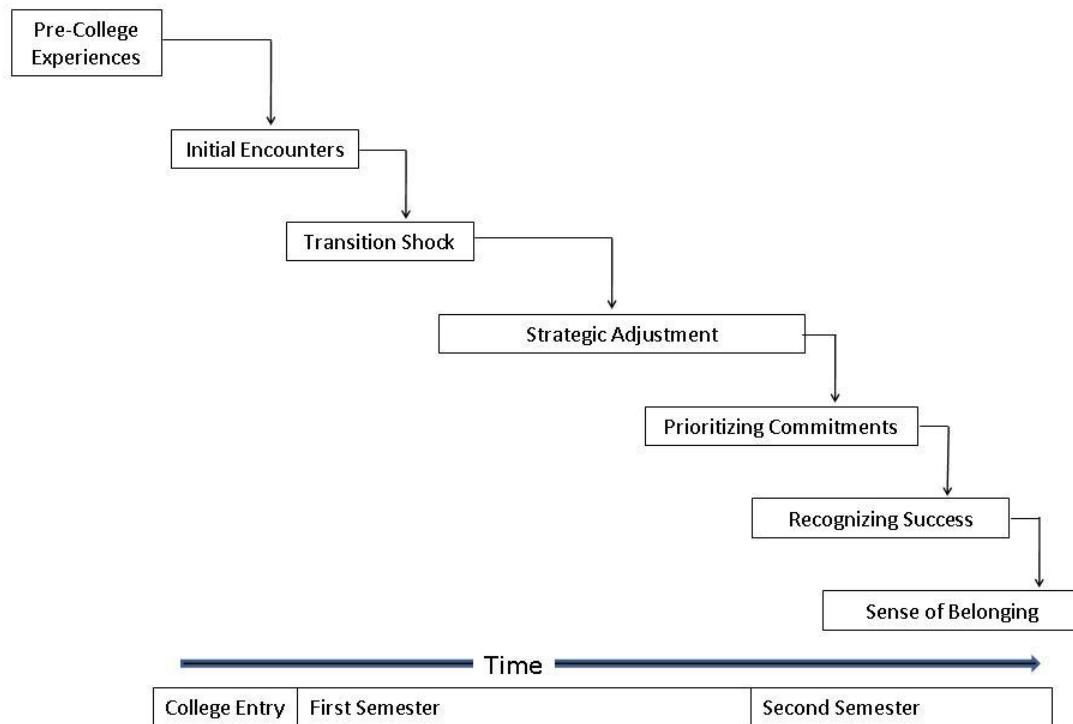 Pre-College
Experiences
Initial Encounters
Transition Shock
Strategic Adjustment
Prioritizing Commitments
Recognizing Success
Sense of Belonging
Time
College Entry First Semester Second Semester